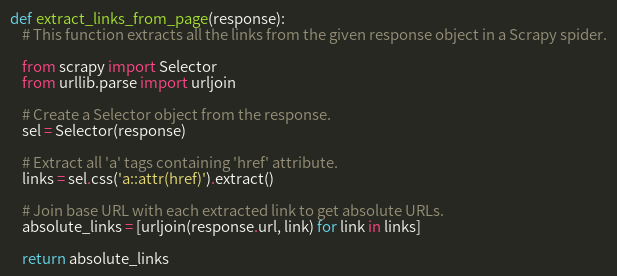 def extract_links_from_page(response):
# This function extracts all the links from the given response object in a Scrapy spider.
from scrapy import Selector
from urllib.parse import urljoin
# Create a Selector object from the response.
sel = Selector(response)
# Extract all 'a' tags containing 'href' attribute.
links = sel.css('a::attr(href)').extract()
# Join base URL with each extracted link to get absolute URLs.
absolute_links = [urljoin(response.url, link) for link in links]
return absolute_links